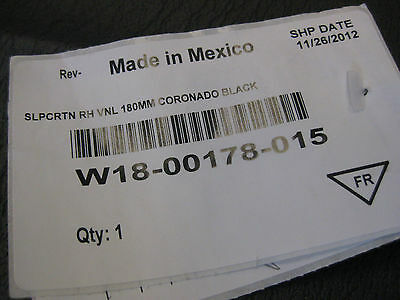 SHP DATE
11/26/2012
Rev- Made in Mexico
SLPCRTN RH VNL 180MM CORONADO BLACK
W18-00178-015
FR
Qty: 1